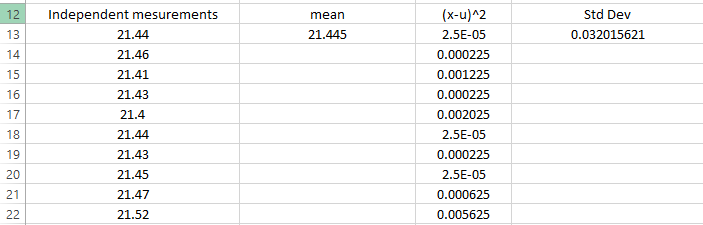 12 Independent mesurements mean (x-u)^2 Std Dev
13 21.44 21.445 2.5E-05 0.032015621
14 21.46 0.000225
15 21.41 0.001225
16 21.43 0.000225
17 21.4 0.002025
18 21.44 2.5E-05
19 21.43 0.000225
20 21.45 2.5E-05
21 21.47 0.000625
22 21.52 0.005625